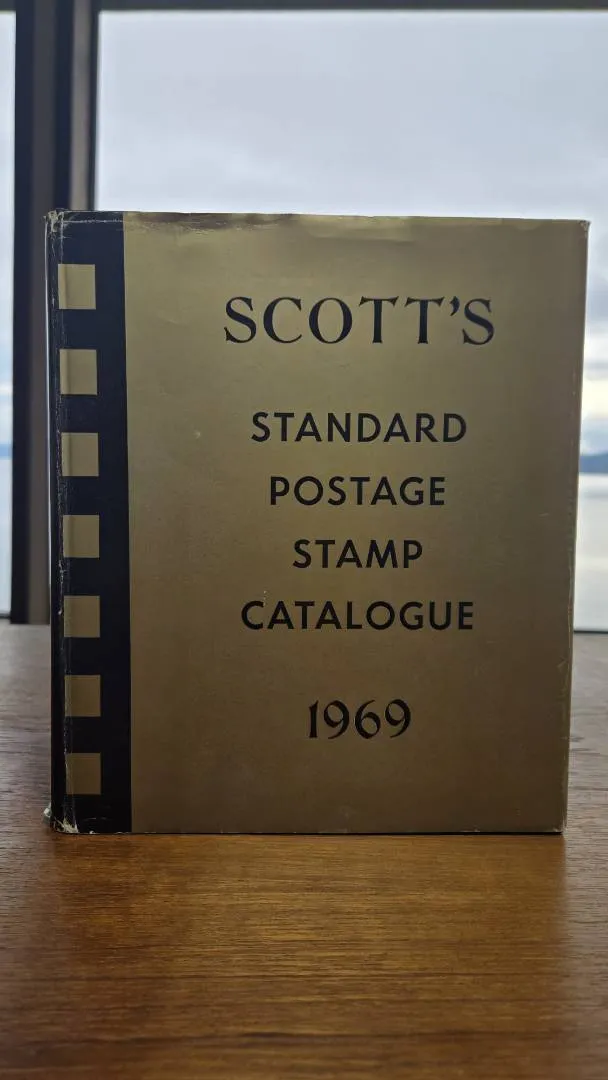 SCOTT'S
STANDARD
POSTAGE
STAMP
CATALOGUE
1969